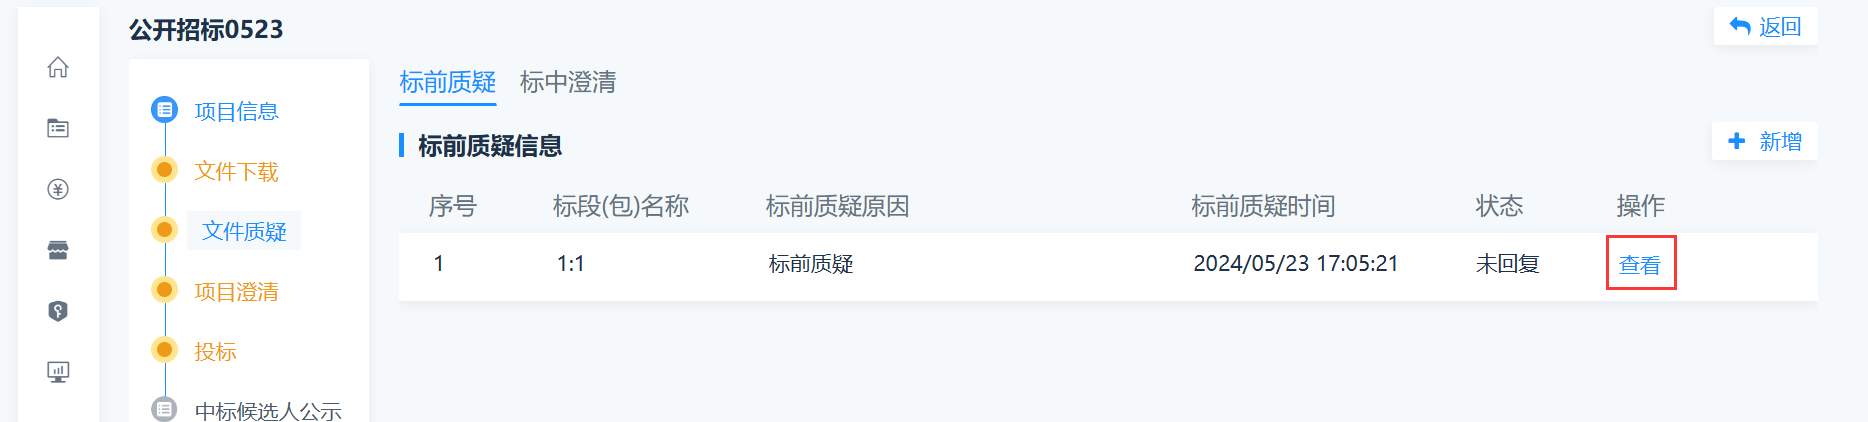 公开招标0523
返回
项目信息
文件下载
文件质疑
项目澄清
投标
中标候选人公示
标前质疑 标中澄清
标前质疑信息
新增
序号 标段(包)名称 标前质疑原因 标前质疑时间 状态 操作
1 1:1 标前质疑 2024/05/23 17:05:21 未回复 查看